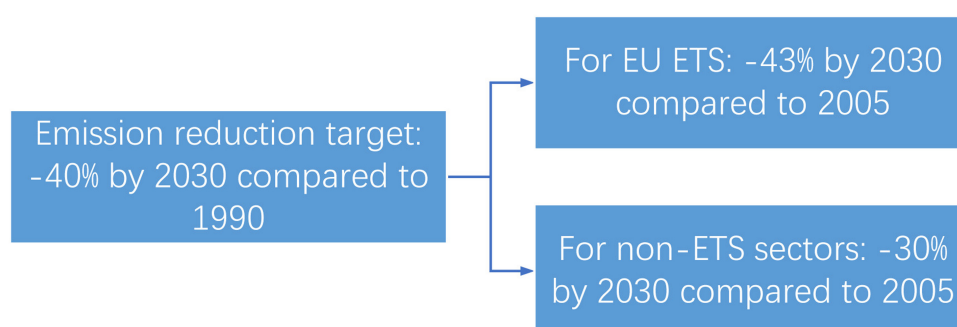 Emission reduction target:
-40% by 2030 compared to
1990
For EU ETS: -43% by 2030
compared to 2005
For non-ETS sectors: -30%
by 2030 compared to 2005